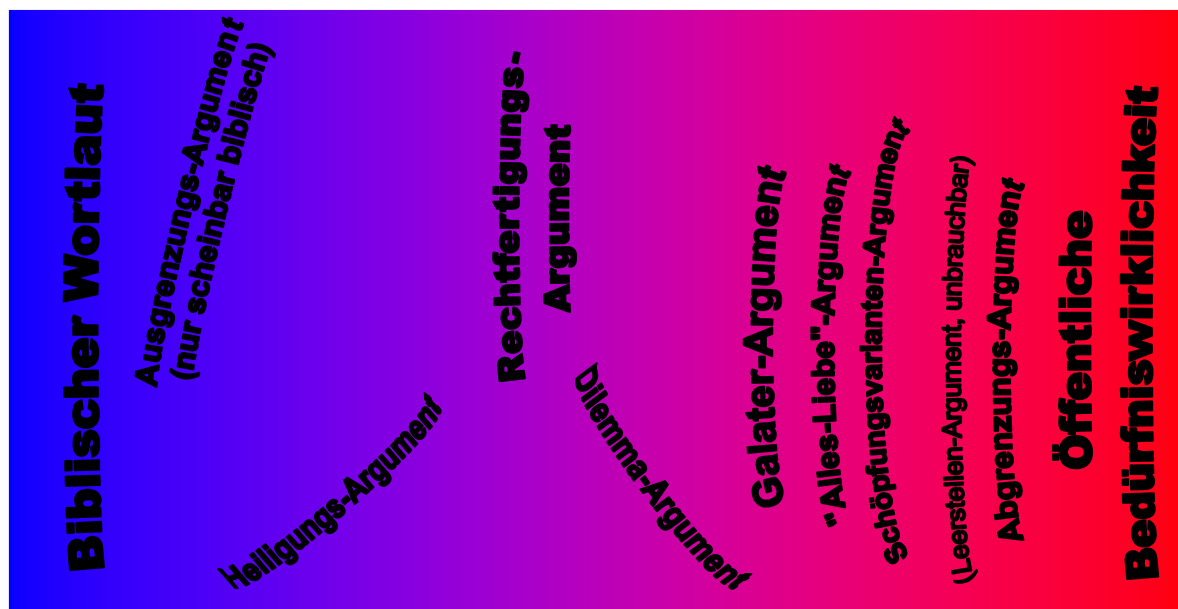 Biblischer Wortlaut
Ausgrenzungs-Argument
(nur scheinbar biblisch)
Heiligungs-Argument
Rechtfertigungs-
Argument
Dilemma-Argument
Galater-Argument
"Alles-Liebe"-Argument
Schöpfungsvarianten-Argument
(Leerstellen-Argument, unbrauchbar)
Abgrenzungs-Argument
Öffentliche
Bedürfniswirklichkeit